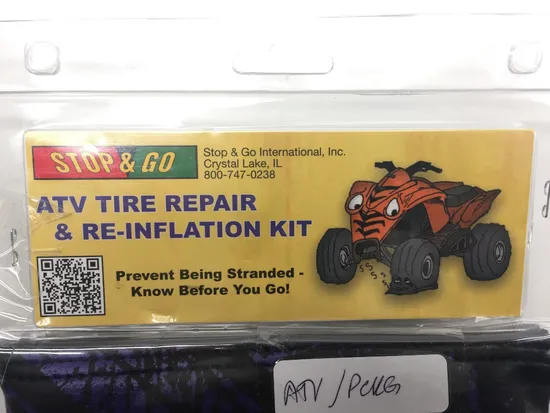 STOP & GO
Stop & Go International, Inc.
Crystal Lake, IL
800-747-0238
ATV TIRE REPAIR
& RE-INFLATION KIT
Prevent Being Stranded -
Know Before You Go!
ATV/PCKG